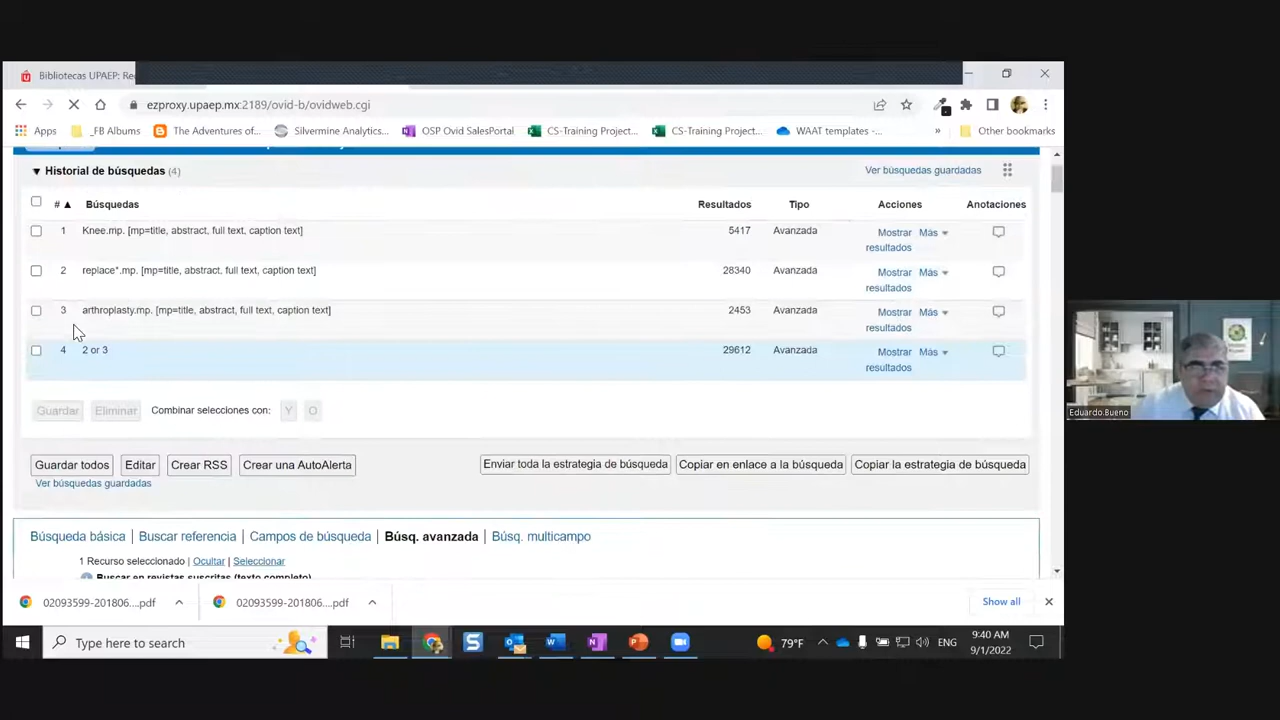 Bibliotecas UPAEP: Re
ezproxy.upaep.mx:2189/ovid-b/ovidweb.cgi
Apps _FB Albums The Adventures of... Silvermine Analytics... OSP Ovid SalesPortal CS-Training Project... CS-Training Project... WAAT templates -... » Other bookmarks
Historial de búsquedas (4) Ver búsquedas guardadas
# ▲ Búsquedas Resultados Tipo Acciones Anotaciones
1 Knee.mp. [mp=title, abstract, full text, caption text] 5417 Avanzada Mostrar resultados Más
2 replace*.mp. [mp=title, abstract, full text, caption text] 28340 Avanzada Mostrar resultados Más
3 arthroplasty.mp. [mp=title, abstract, full text, caption text] 2453 Avanzada Mostrar resultados Más
4 2 or 3 29612 Avanzada Mostrar resultados Más
Guardar Eliminar Combinar selecciones con: Y O
Guardar todos Editar Crear RSS Crear una AutoAlerta Enviar toda la estrategia de búsqueda Copiar en enlace a la búsqueda Copiar la estrategia de búsqueda
Ver búsquedas guardadas
Búsqueda básica | Buscar referencia | Campos de búsqueda | Búsq. avanzada | Búsq. multicampo
1 Recurso seleccionado | Ocultar | Seleccionar
Buscar en revistas suscritas (texto completo)
02093599-201806....pdf 02093599-201806....pdf Show all
Type here to search 79°F ENG 9:40 AM
9/1/2022
Eduardo.Bueno